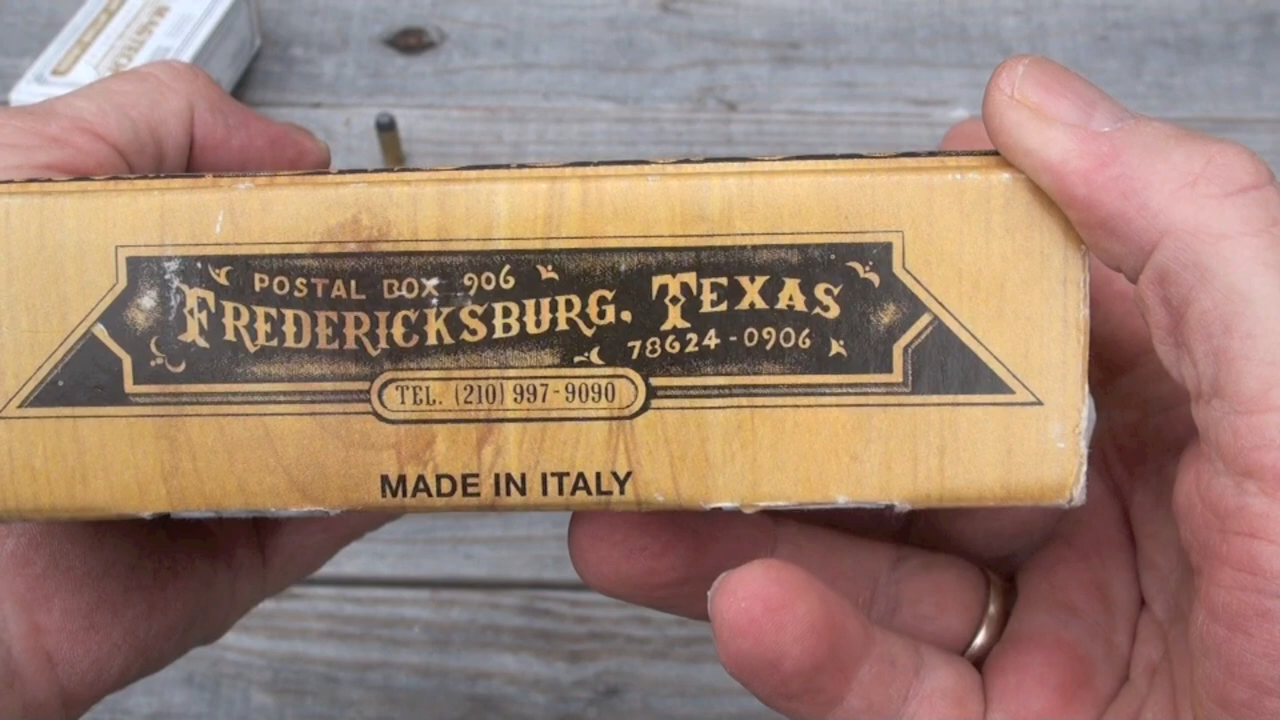 POSTAL BOX 906
FREDERICKSBURG, TEXAS
78624-0906
TEL. (210) 997-9090
MADE IN ITALY